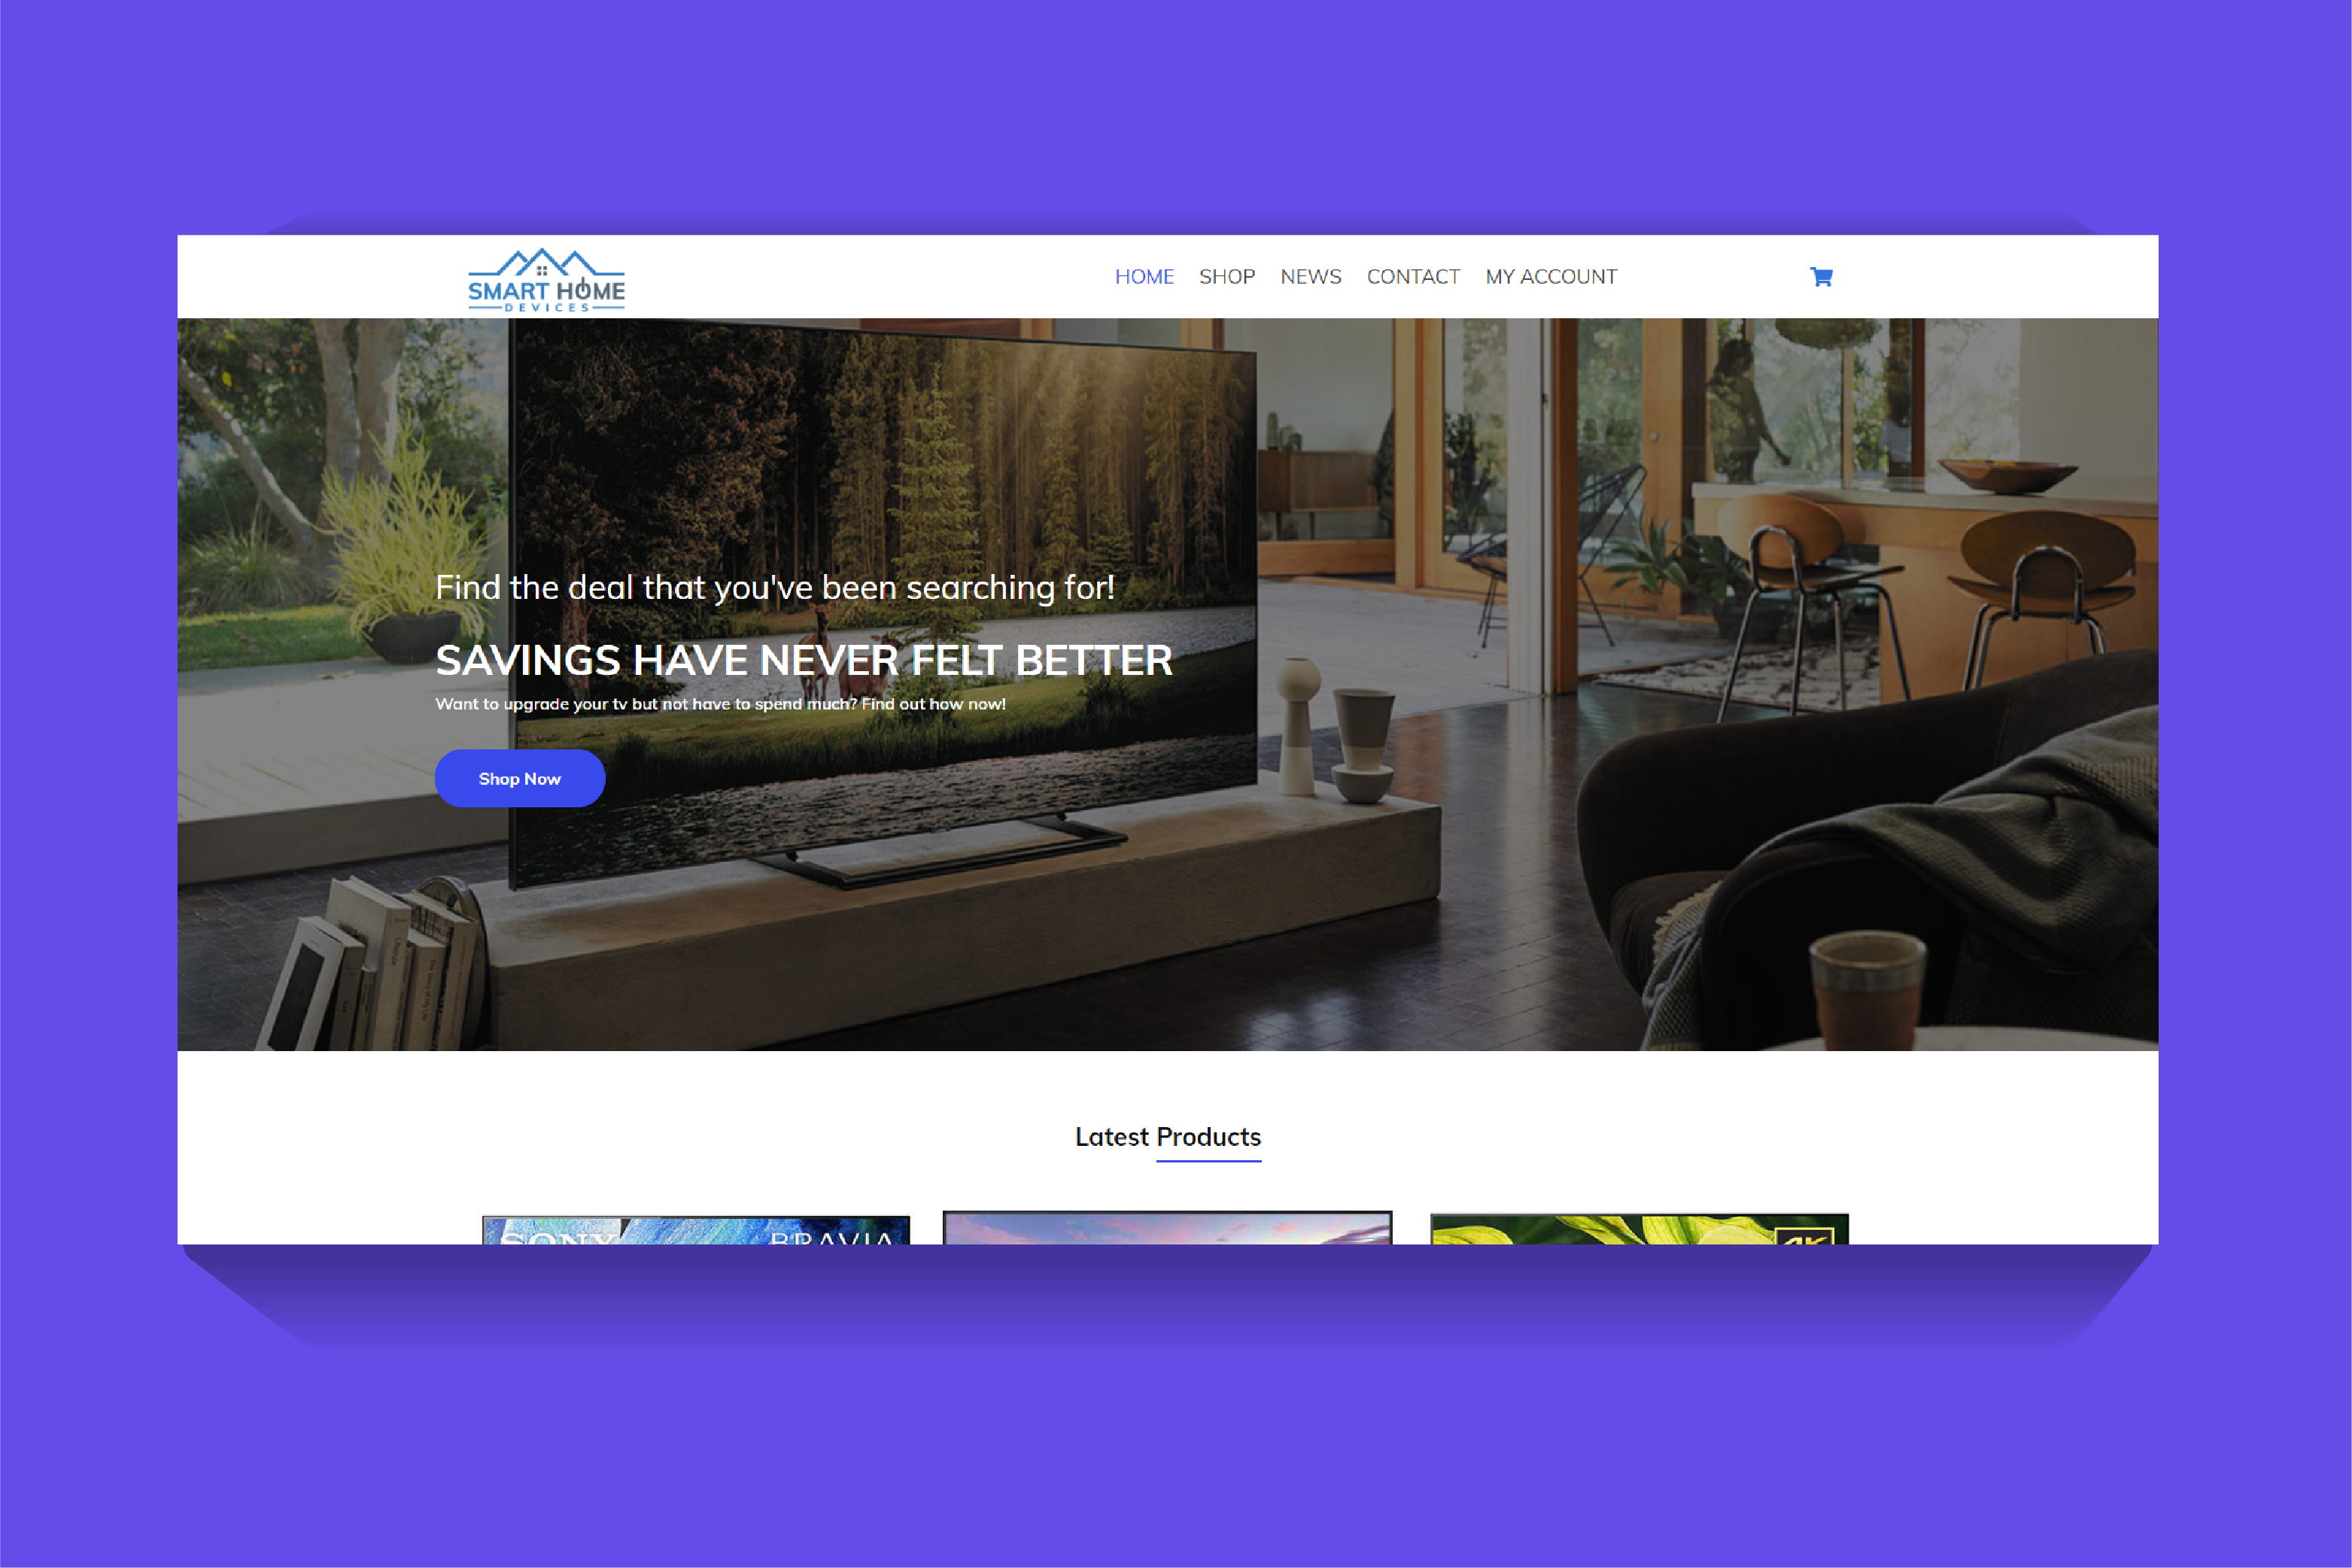 SMART HOME
DEVICES
HOME SHOP NEWS CONTACT MY ACCOUNT
Find the deal that you've been searching for!
SAVINGS HAVE NEVER FELT BETTER
Want to upgrade your tv but not have to spend much? Find out how now!
Shop Now
Latest Products
SONY BRAVIA
4K